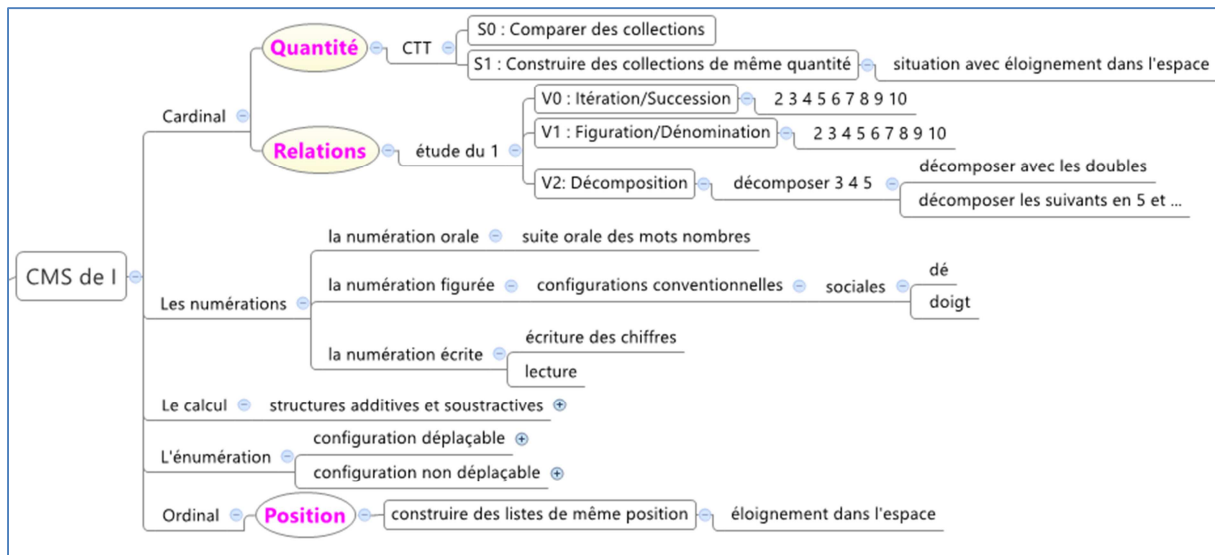 CMS de I
Cardinal
Quantité
CTT
S0 : Comparer des collections
S1 : Construire des collections de même quantité
situation avec éloignement dans l'espace
Relations
étude du 1
V0 : Itération/Succession
2 3 4 5 6 7 8 9 10
V1 : Figuration/Dénomination
2 3 4 5 6 7 8 9 10
V2: Décomposition
décomposer 3 4 5
décomposer avec les doubles
décomposer les suivants en 5 et ...
Les numérations
la numération orale
suite orale des mots nombres
la numération figurée
configurations conventionnelles
sociales
dé
doigt
la numération écrite
écriture des chiffres
lecture
Le calcul
structures additives et soustractives
L'énumération
configuration déplaçable
configuration non déplaçable
Ordinal
Position
construire des listes de même position
éloignement dans l'espace